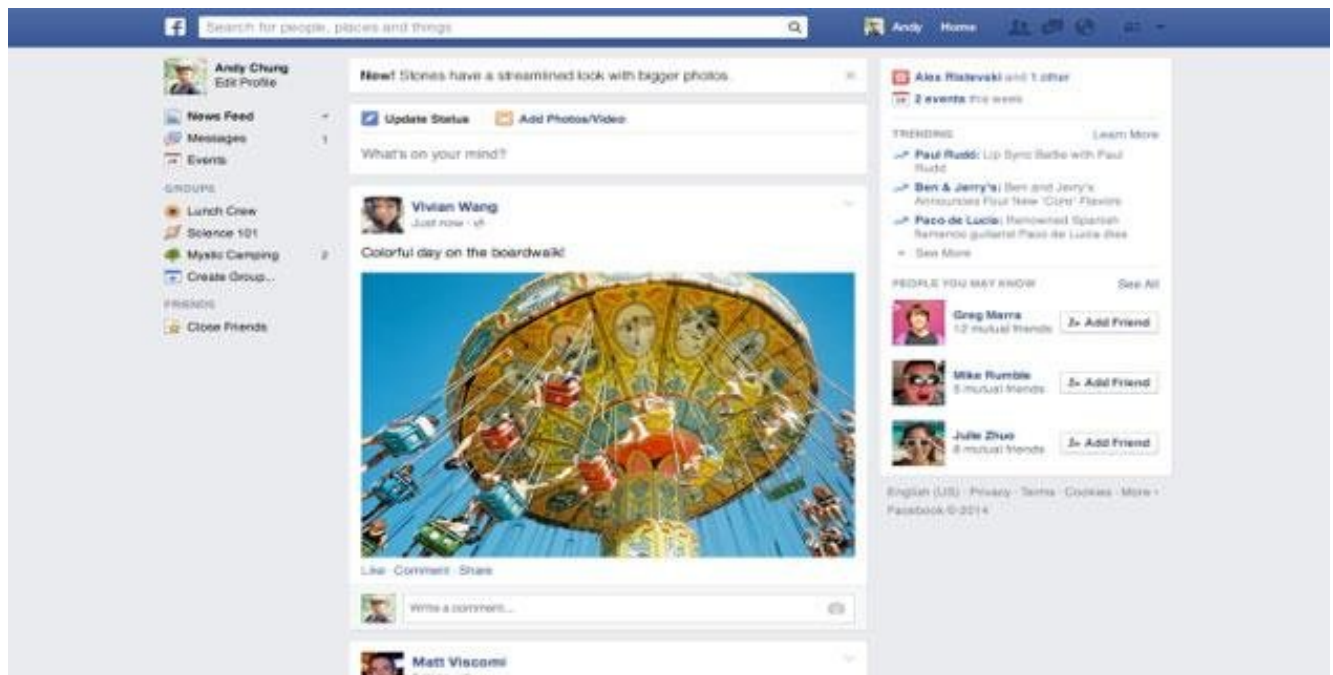 f
Search for people, places and things
Andy Home
Andy Chung
Edit Profile
News Feed
Messages 1
Events
GROUPS
Lunch Crew
Science 101
Mystic Camping 2
Create Group...
FRIENDS
Close Friends
New! Stories have a streamlined look with bigger photos.
Update Status Add Photos/Video
What's on your mind?
Vivian Wang
Just now
Colorful day on the boardwalk!
Like · Comment · Share
Write a comment...
Matt Viscomi
Alex Ristevski and 1 other
2 events this week
TRENDING Learn More
Paul Rudd: Lip Sync Battle with Paul
Rudd
Ben & Jerry's: Ben and Jerry's
Announces Four New 'Core' Flavors
Paco de Lucia: Renowned Spanish
flamenco guitarist Paco de Lucia dies
See More
PEOPLE YOU MAY KNOW See All
Greg Marra
12 mutual friends
Add Friend
Mike Rumble
5 mutual friends
Add Friend
Julie Zhuo
8 mutual friends
Add Friend
English (US) · Privacy · Terms · Cookies · More
Facebook © 2014